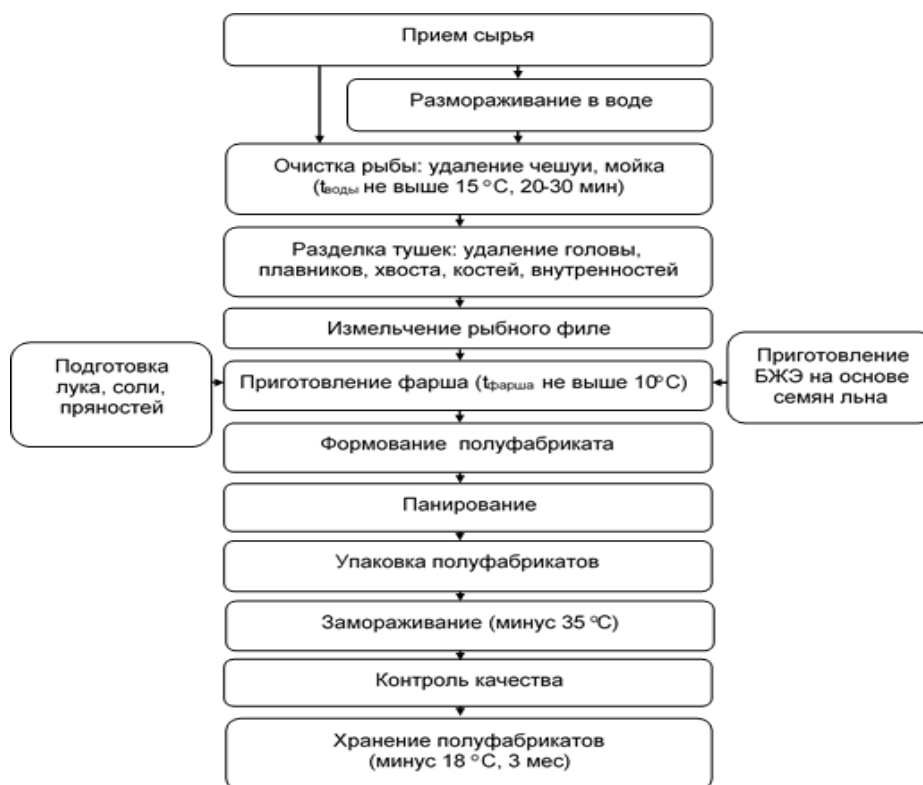 Прием сырья
Размораживание в воде
Очистка рыбы: удаление чешуи, мойка
(tводы не выше 15 °С, 20-30 мин)
Разделка тушек: удаление головы,
плавников, хвоста, костей, внутренностей
Измельчение рыбного филе
Подготовка
лука, соли,
пряностей
Приготовление фарша (tфарша не выше 10°С)
Приготовление
БЖЭ на основе
семян льна
Формование полуфабриката
Панирование
Упаковка полуфабрикатов
Замораживание (минус 35 °С)
Контроль качества
Хранение полуфабрикатов
(минус 18 °С, 3 мес)